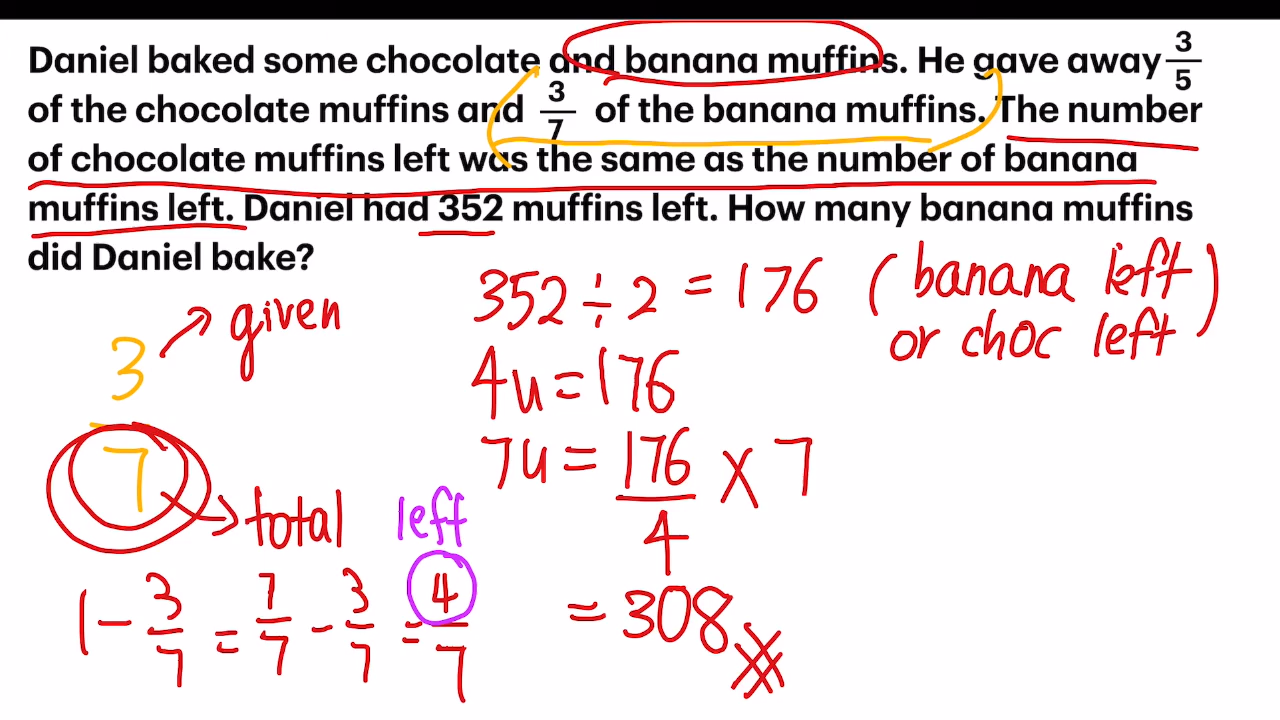 Daniel baked some chocolate and banana muffins. He gave away 3/5
of the chocolate muffins and 3/7 of the banana muffins. The number
of chocolate muffins left was the same as the number of banana
muffins left. Daniel had 352 muffins left. How many banana muffins
did Daniel bake?
352 ÷ 2 = 176 (banana left
or choc left)
3 → given
7 → total
left
1 - 3/7 = 7/7 - 3/7 = 4/7
4u = 176
7u = 176/4 × 7
= 308